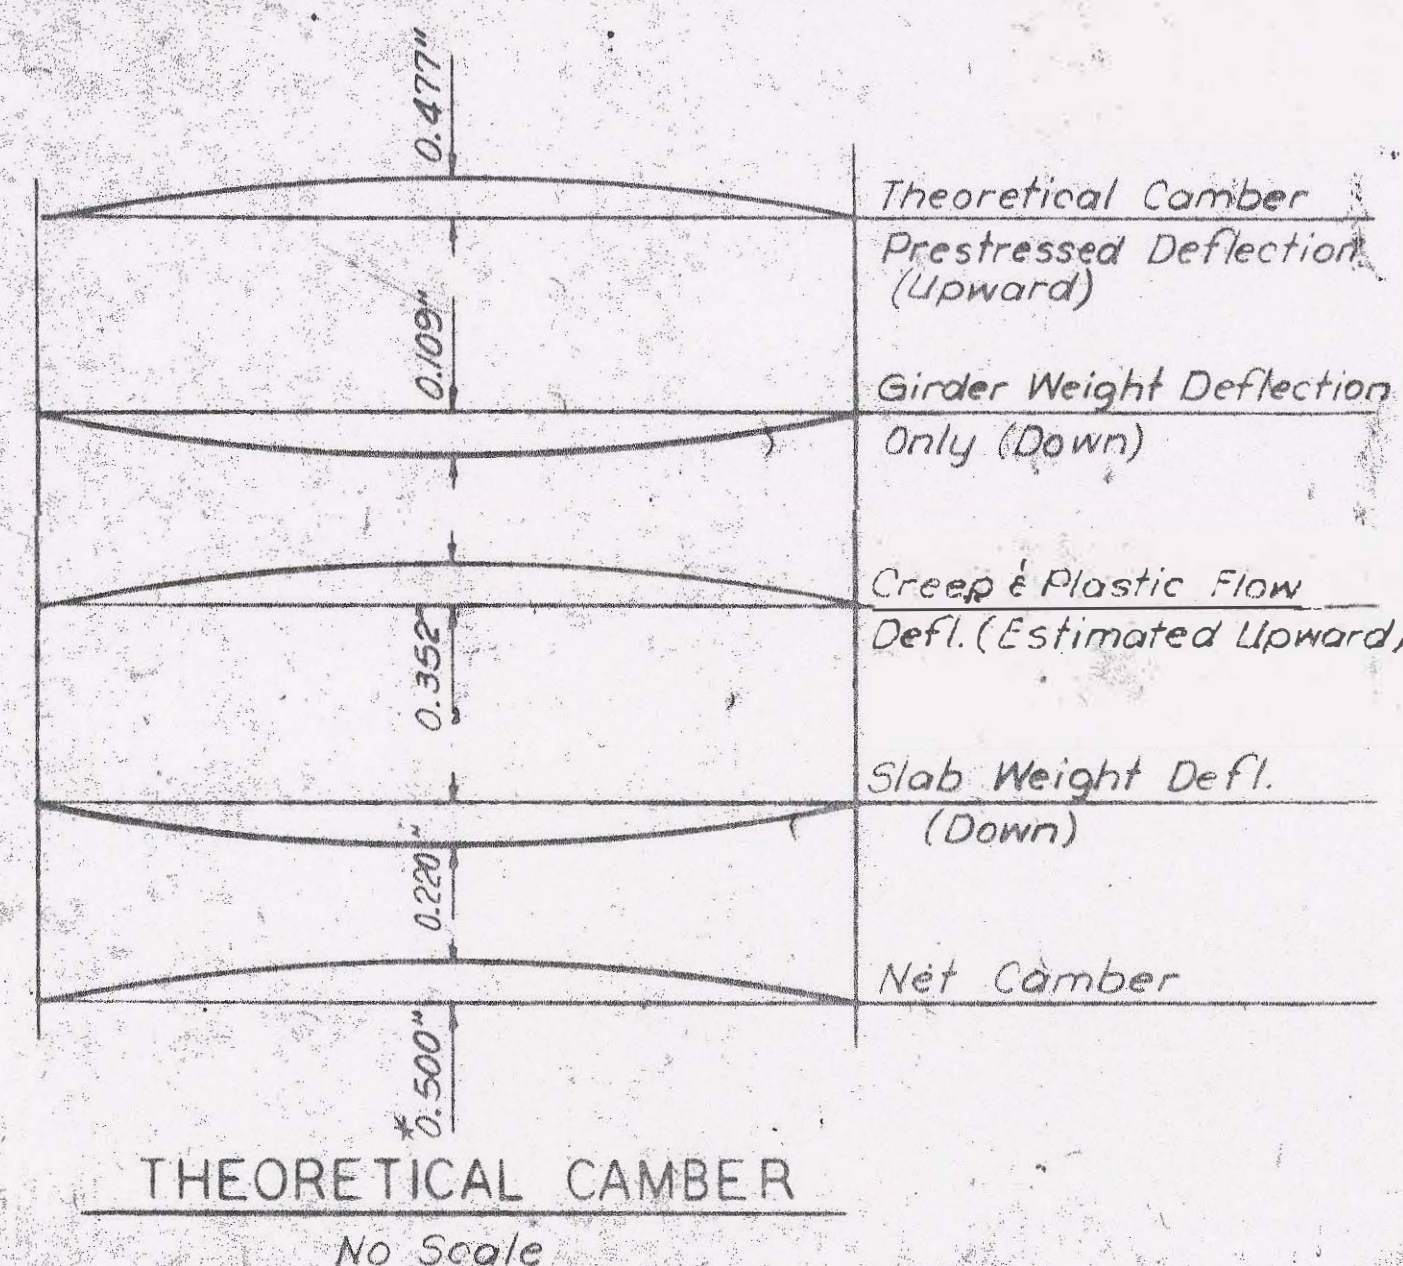 0.477"
Theoretical Camber
Prestressed Deflection
(Upward)
0.109"
Girder Weight Deflection
Only (Down)
Creep & Plastic Flow
Defl. (Estimated Upward)
0.352"
Slab Weight Defl.
(Down)
0.220"
Net Camber
*0.500"
THEORETICAL CAMBER
No Scale